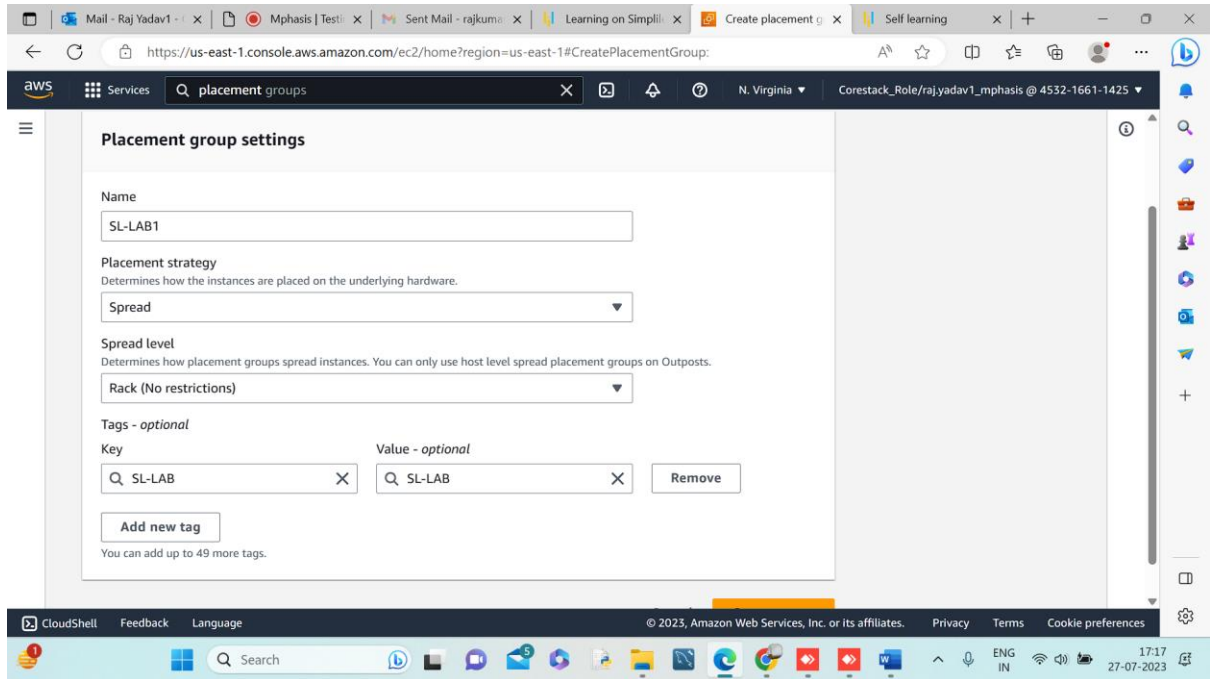 Mail - Raj Yadav1 - Mphasis | Testi Sent Mail - rajkuma Learning on Simplil Create placement g Self learning
https://us-east-1.console.aws.amazon.com/ec2/home?region=us-east-1#CreatePlacementGroup:
aws Services placement groups N. Virginia Corestack_Role/raj.yadav1_mphasis @ 4532-1661-1425
Placement group settings
Name
SL-LAB1
Placement strategy
Determines how the instances are placed on the underlying hardware.
Spread
Spread level
Determines how placement groups spread instances. You can only use host level spread placement groups on Outposts.
Rack (No restrictions)
Tags - optional
Key Value - optional
SL-LAB SL-LAB Remove
Add new tag
You can add up to 49 more tags.
CloudShell Feedback Language © 2023, Amazon Web Services, Inc. or its affiliates. Privacy Terms Cookie preferences
Search ENG 17:17
IN 27-07-2023